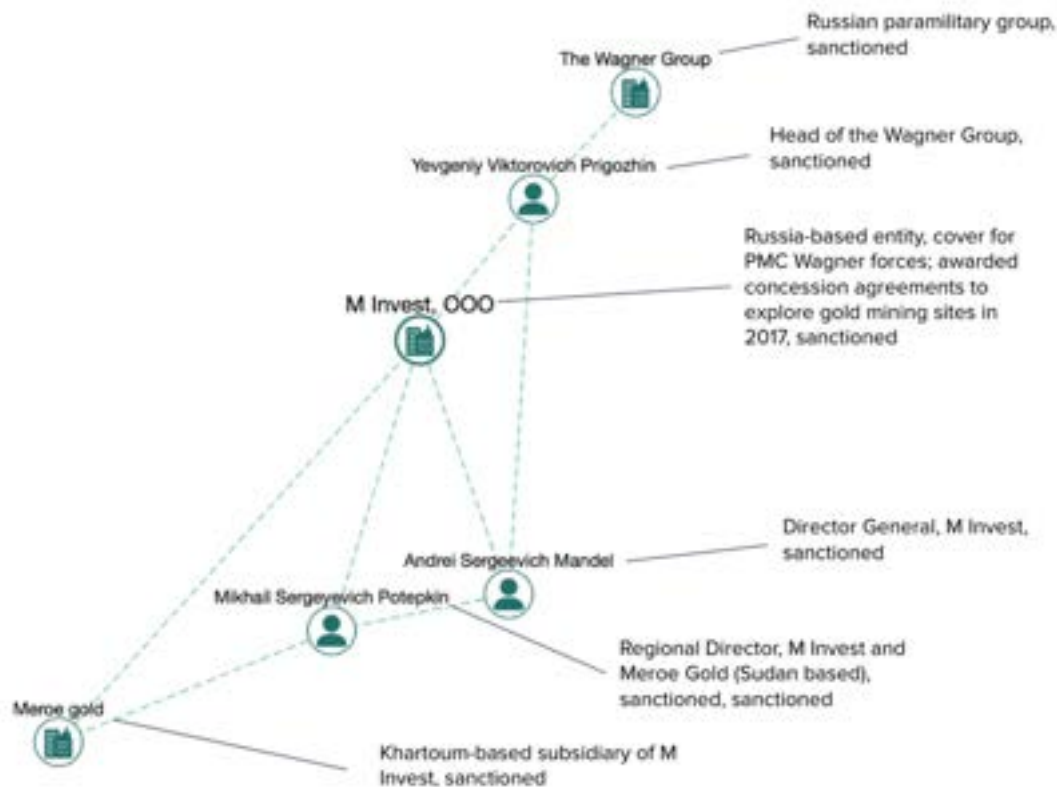 Russian paramilitary group,
sanctioned
The Wagner Group
Head of the Wagner Group,
sanctioned
Yevgeniy Viktorovich Prigozhin
Russia-based entity, cover for
PMC Wagner forces; awarded
concession agreements to
explore gold mining sites in
2017, sanctioned
M Invest, OOO
Director General, M Invest,
sanctioned
Andrei Sergeevich Mandel
Mikhail Sergeyevich Potepkin
Regional Director, M Invest and
Meroe Gold (Sudan based),
sanctioned, sanctioned
Meroe gold
Khartoum-based subsidiary of M
Invest, sanctioned